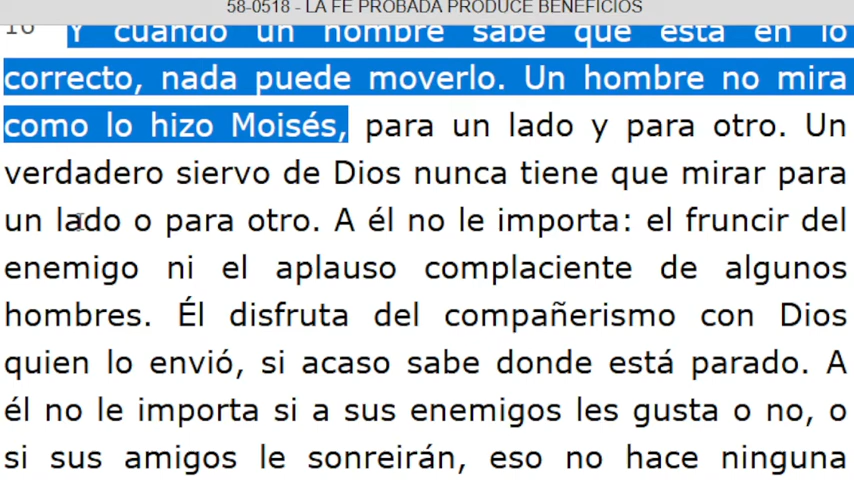 58-0518 - LA FE PROBADA PRODUCE BENEFICIOS
16 Y cuando un hombre sabe que está en lo
correcto, nada puede moverlo. Un hombre no mira
como lo hizo Moisés, para un lado y para otro. Un
verdadero siervo de Dios nunca tiene que mirar para
un lado o para otro. A él no le importa: el fruncir del
enemigo ni el aplauso complaciente de algunos
hombres. Él disfruta del compañerismo con Dios
quien lo envió, si acaso sabe donde está parado. A
él no le importa si a sus enemigos les gusta o no, o
si sus amigos le sonreirán, eso no hace ninguna